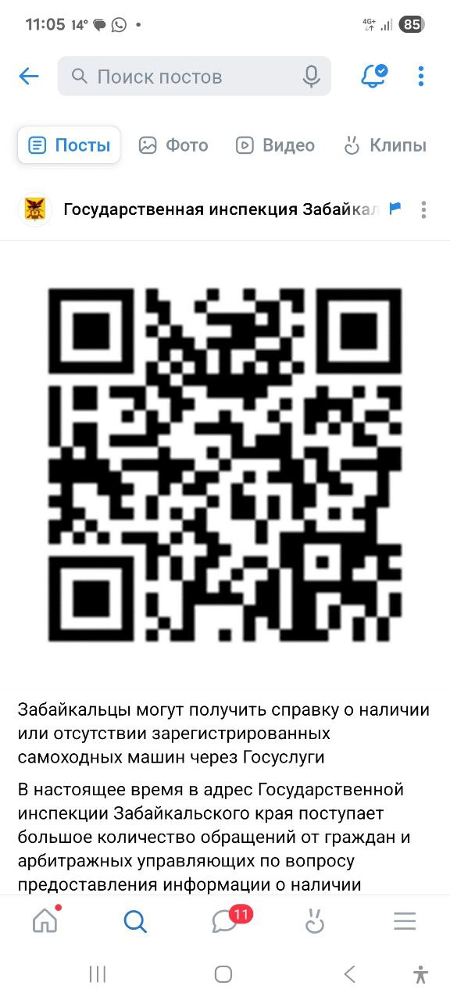 11:05 14°
4G+ 85
Поиск постов
Посты Фото Видео Клипы
Государственная инспекция Забайкал
Забайкальцы могут получить справку о наличии
или отсутствии зарегистрированных
самоходных машин через Госуслуги
В настоящее время в адрес Государственной
инспекции Забайкальского края поступает
большое количество обращений от граждан и
арбитражных управляющих по вопросу
предоставления информации о наличии
11